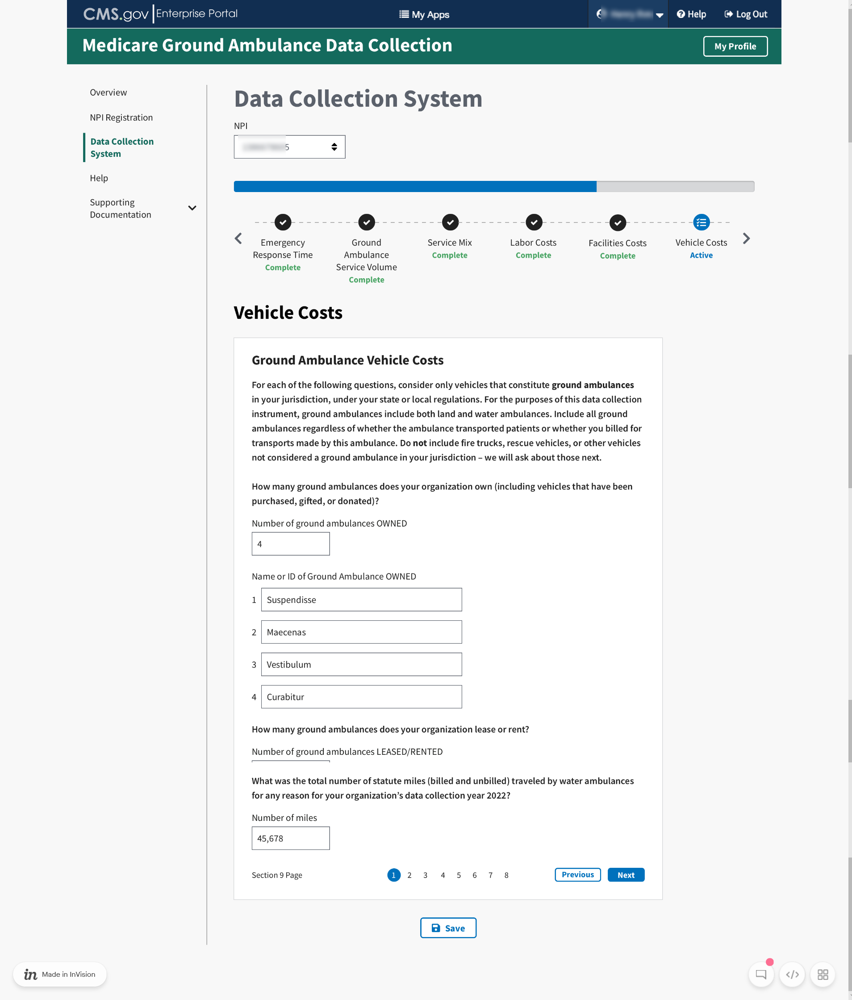 CMS.gov Enterprise Portal
My Apps
Help
Log Out
Medicare Ground Ambulance Data Collection
My Profile
Overview
NPI Registration
Data Collection
System
Help
Supporting
Documentation
Data Collection System
NPI
5
Emergency
Response Time
Complete
Ground
Ambulance
Service Volume
Complete
Service Mix
Complete
Labor Costs
Complete
Facilities Costs
Complete
Vehicle Costs
Active
Vehicle Costs
Ground Ambulance Vehicle Costs
For each of the following questions, consider only vehicles that constitute ground ambulances
in your jurisdiction, under your state or local regulations. For the purposes of this data collection
instrument, ground ambulances include both land and water ambulances. Include all ground
ambulances regardless of whether the ambulance transported patients or whether you billed for
transports made by this ambulance. Do not include fire trucks, rescue vehicles, or other vehicles
not considered a ground ambulance in your jurisdiction – we will ask about those next.
How many ground ambulances does your organization own (including vehicles that have been
purchased, gifted, or donated)?
Number of ground ambulances OWNED
4
Name or ID of Ground Ambulance OWNED
1 Suspendisse
2 Maecenas
3 Vestibulum
4 Curabitur
How many ground ambulances does your organization lease or rent?
Number of ground ambulances LEASED/RENTED
What was the total number of statute miles (billed and unbilled) traveled by water ambulances
for any reason for your organization’s data collection year 2022?
Number of miles
45,678
Section 9 Page 1 2 3 4 5 6 7 8 Previous Next
Save
in Made in InVision